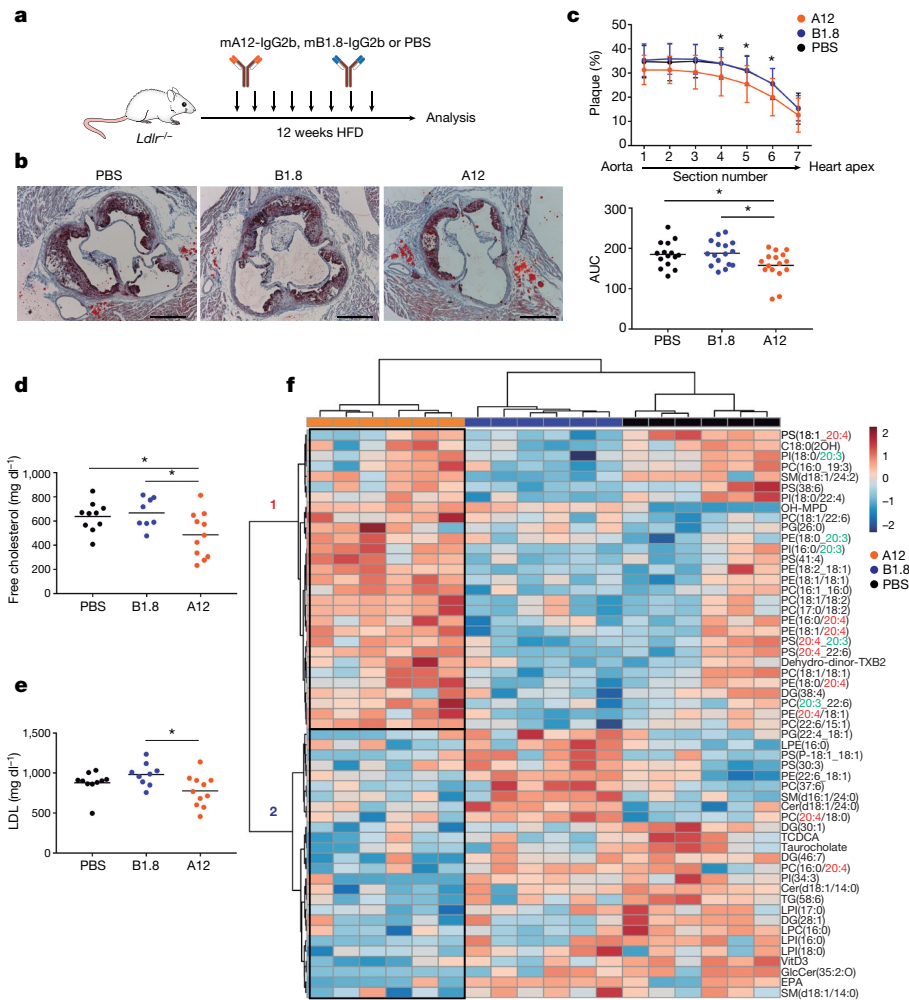 a
mA12-IgG2b, mB1.8-IgG2b or PBS
Ldlr–/–
12 weeks HFD
Analysis
b
PBS
B1.8
A12
c
A12
B1.8
PBS
Plaque (%)
50
40
30
20
10
0
* * *
1 2 3 4 5 6 7
Aorta
Heart apex
Section number
AUC
300
200
100
0
*
*
PBS B1.8 A12
d
Free cholesterol (mg dl–1)
1,000
800
600
400
200
0
*
*
PBS B1.8 A12
e
LDL (mg dl–1)
1,500
1,000
500
0
*
PBS B1.8 A12
f
1
2
PS(18:1_20:4)
C18:0(2OH)
PI(18:0/20:3)
PC(16:0_19:3)
SM(d18:1/24:2)
PS(38:6)
PI(18:0/22:4)
OH-MPD
PC(18:1/22:6)
PG(26:0)
PE(18:0_20:3)
PI(16:0/20:3)
PS(41:4)
PE(18:2_18:1)
PE(18:1/18:1)
PC(16:1_16:0)
PC(18:1/18:2)
PC(17:0/18:2)
PE(16:0/20:4)
PE(18:1/20:4)
PS(20:4_20:3)
PS(20:4_22:6)
Dehydro-dinor-TXB2
PC(18:1/18:1)
PE(18:0/20:4)
DG(38:4)
PC(20:3_22:6)
PE(20:4/18:1)
PC(22:6/15:1)
PG(22:4_18:1)
LPE(16:0)
PS(P-18:1_18:1)
PS(30:3)
PE(22:6_18:1)
PC(37:6)
SM(d16:1/24:0)
Cer(d18:1/24:0)
PC(20:4/18:0)
DG(30:1)
TCDCA
Taurocholate
DG(46:7)
PC(16:0/20:4)
PI(34:3)
Cer(d18:1/14:0)
TG(58:6)
LPI(17:0)
DG(28:1)
LPC(16:0)
LPI(16:0)
LPI(18:0)
VitD3
GlcCer(35:2:O)
EPA
SM(d18:1/14:0)
2
1
0
−1
−2
A12
B1.8
PBS